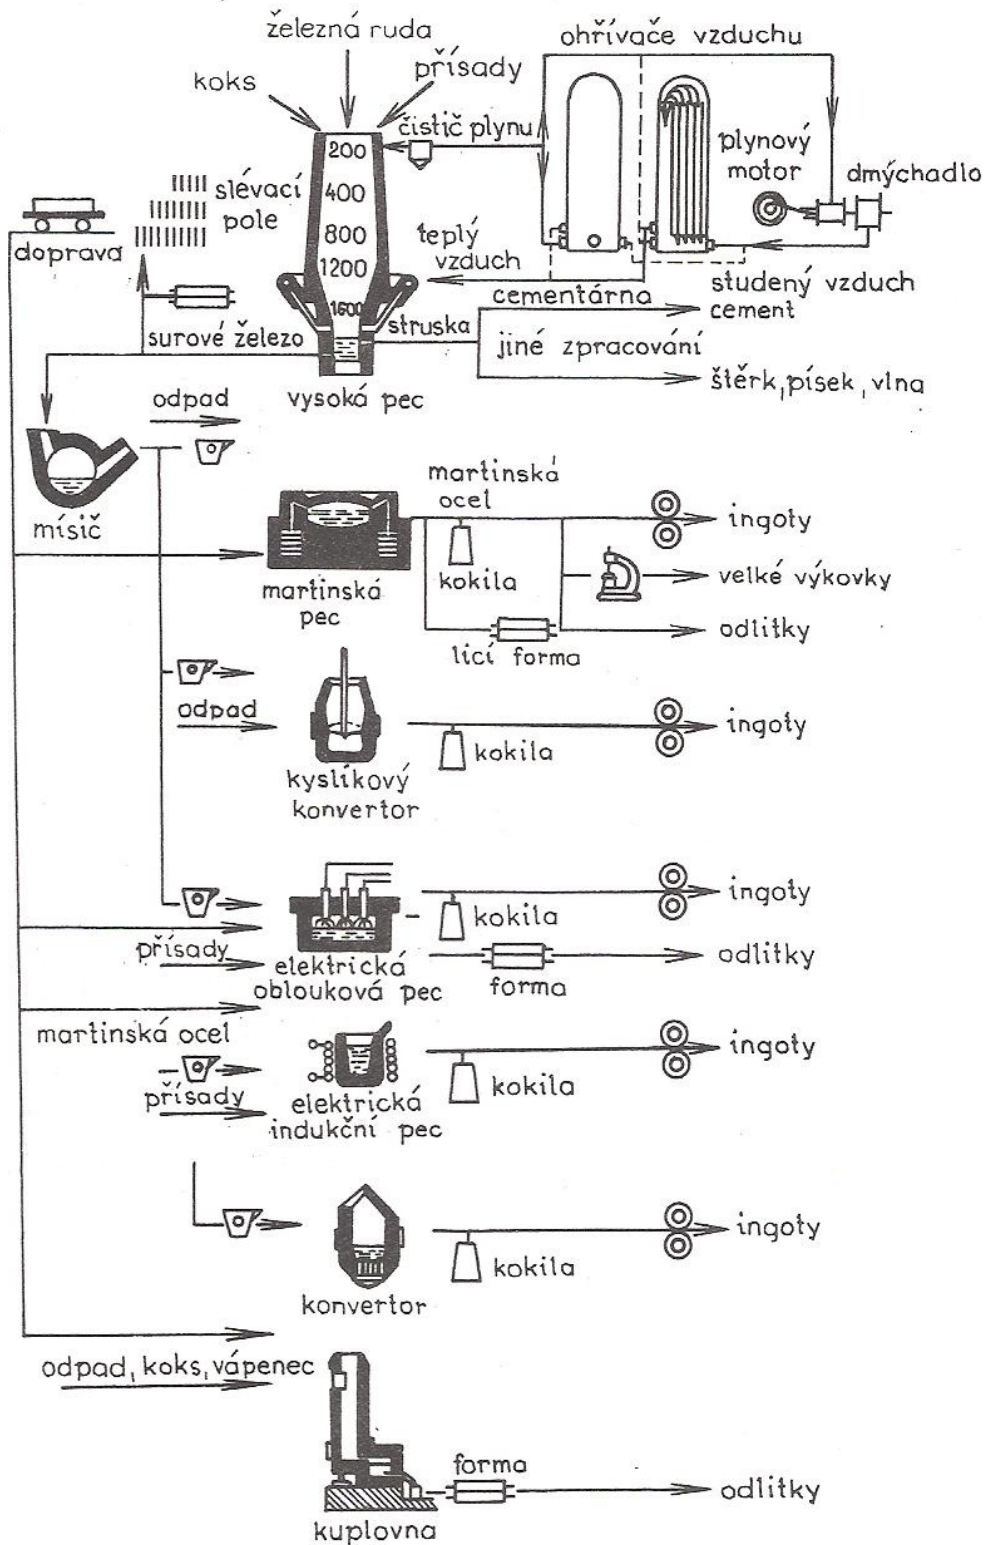 železná ruda
koks
přísady
ohřívače vzduchu
čistič plynu
plynový
motor
dmýchadlo
200
400
800
1200
1600
slévací
pole
doprava
teplý
vzduch
studený vzduch
cementárna
cement
struska
surové železo
jiné zpracování
štěrk, písek, vlna
vysoká pec
odpad
mísič
martinská
ocel
ingoty
kokila
velké výkovky
martinská
pec
licí forma
odlitky
odpad
kokila
ingoty
kyslíkový
konvertor
kokila
ingoty
přísady
elektrická
oblouková pec
forma
odlitky
martinská ocel
přísady
elektrická
indukční pec
kokila
ingoty
kokila
ingoty
konvertor
odpad, koks, vápenec
forma
odlitky
kuplovna